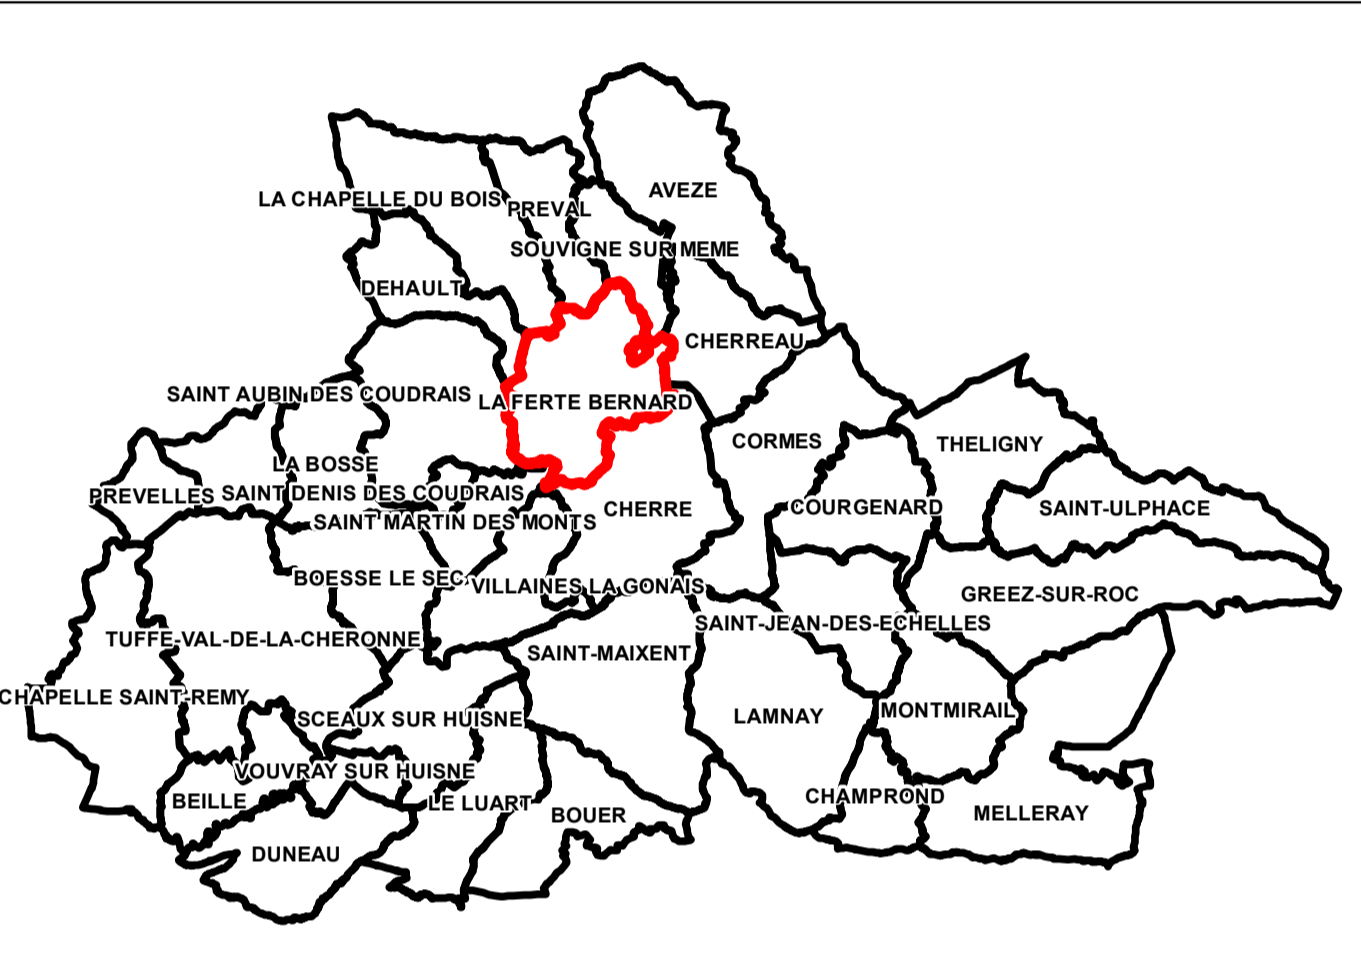 AVEZE
LA CHAPELLE DU BOIS
PREVAL
SOUVIGNE SUR MEME
DEHAULT
CHERREAU
SAINT AUBIN DES COUDRAIS
LA FERTE BERNARD
CORMES
THELIGNY
LA BOSSE
PREVELLES
SAINT DENIS DES COUDRAIS
CHERRE
COURGENARD
SAINT-ULPHACE
SAINT MARTIN DES MONTS
BOESSE LE SEC
VILLAINES LA GONAIS
GREEZ-SUR-ROC
SAINT-JEAN-DES-ECHELLES
TUFFE-VAL-DE-LA-CHERONNE
SAINT-MAIXENT
CHAPELLE SAINT-REMY
SCEAUX SUR HUISNE
LAMNAY
MONTMIRAIL
VOUVRAY SUR HUISNE
BEILLE
LE LUART
BOUER
CHAMPROND
MELLERAY
DUNEAU